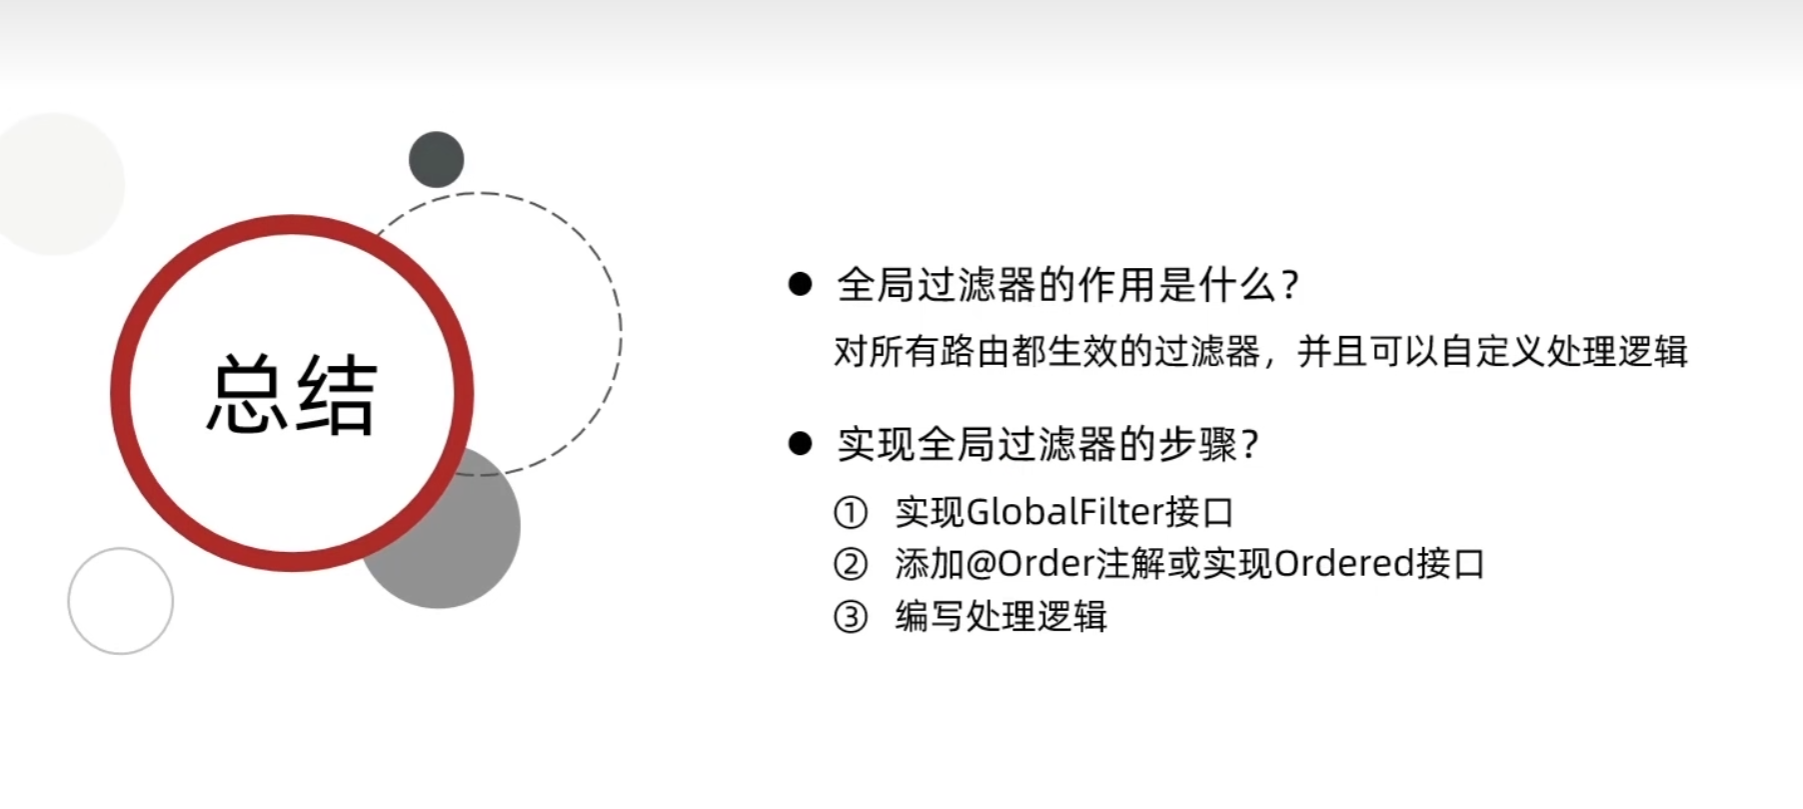 总结
● 全局过滤器的作用是什么？
对所有路由都生效的过滤器，并且可以自定义处理逻辑
● 实现全局过滤器的步骤？
① 实现GlobalFilter接口
② 添加@Order注解或实现Ordered接口
③ 编写处理逻辑